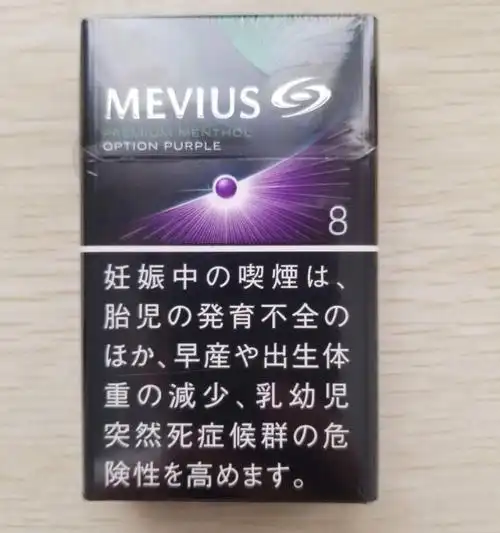 MEVIUS
PREMIUM MENTHOL
OPTION PURPLE
8
妊娠中の喫煙は、
胎児の発育不全の
ほか、早産や出生体
重の減少、乳幼児
突然死症候群の危
険性を高めます。